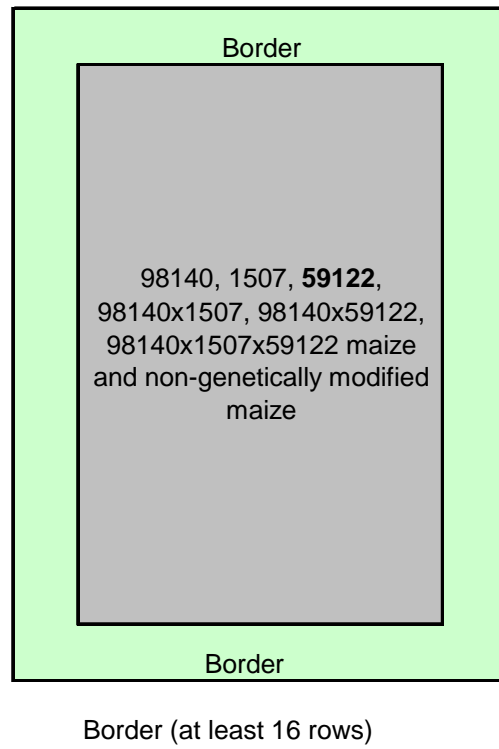 Border
98140, 1507, 59122,
98140x1507, 98140x59122,
98140x1507x59122 maize
and non-genetically modified
maize
Border
Border (at least 16 rows)